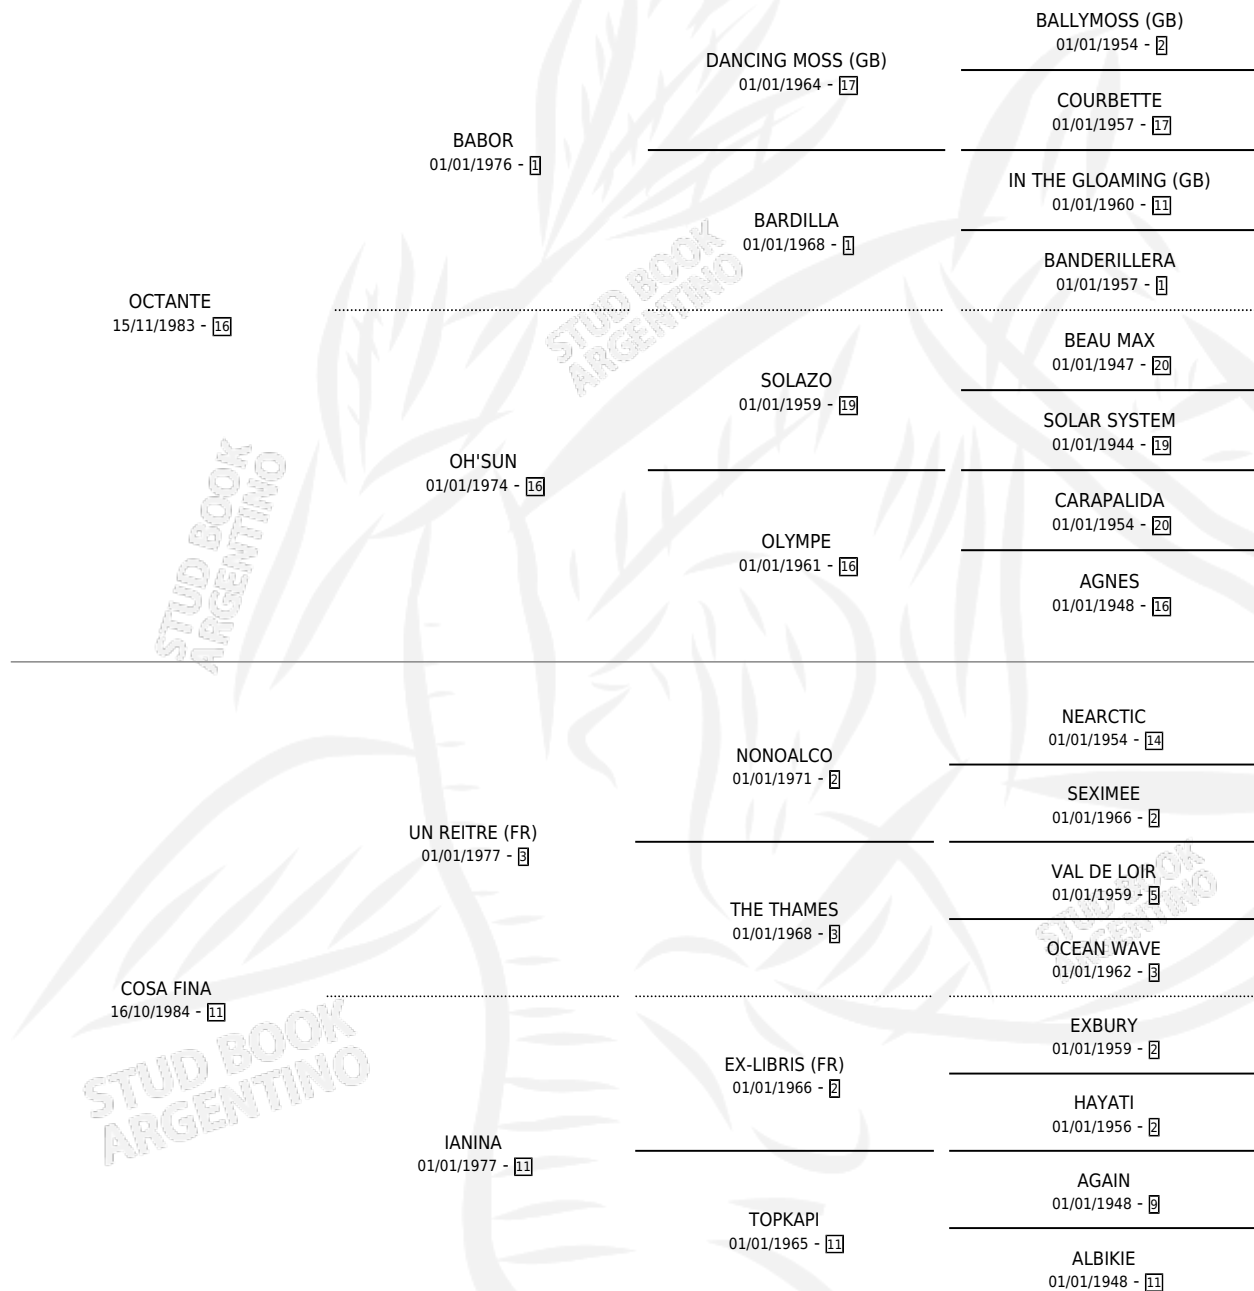 BALLYMOSS (GB)
01/01/1954 - 2
DANCING MOSS (GB)
01/01/1964 - 17
COURBETTE
01/01/1957 - 17
BABOR
01/01/1976 - 1
IN THE GLOAMING (GB)
01/01/1960 - 11
BARDILLA
01/01/1968 - 1
BANDERILLERA
01/01/1957 - 1
OCTANTE
15/11/1983 - 16
BEAU MAX
01/01/1947 - 20
SOLAZO
01/01/1959 - 19
SOLAR SYSTEM
01/01/1944 - 19
OH'SUN
01/01/1974 - 16
CARAPALIDA
01/01/1954 - 20
OLYMPE
01/01/1961 - 16
AGNES
01/01/1948 - 16
NEARCTIC
01/01/1954 - 14
NONOALCO
01/01/1971 - 2
SEXIMEE
01/01/1966 - 2
UN REITRE (FR)
01/01/1977 - 3
VAL DE LOIR
01/01/1959 - 5
THE THAMES
01/01/1968 - 3
OCEAN WAVE
01/01/1962 - 3
COSA FINA
16/10/1984 - 11
EXBURY
01/01/1959 - 2
EX-LIBRIS (FR)
01/01/1966 - 2
HAYATI
01/01/1956 - 2
IANINA
01/01/1977 - 11
AGAIN
01/01/1948 - 9
TOPKAPI
01/01/1965 - 11
ALBIKIE
01/01/1948 - 11
STUD BOOK
ARGENTINO
STUD BOOK
ARGENTINO
STUD BOOK
ARGENTINO
STUD BOOK
ARGENTINO